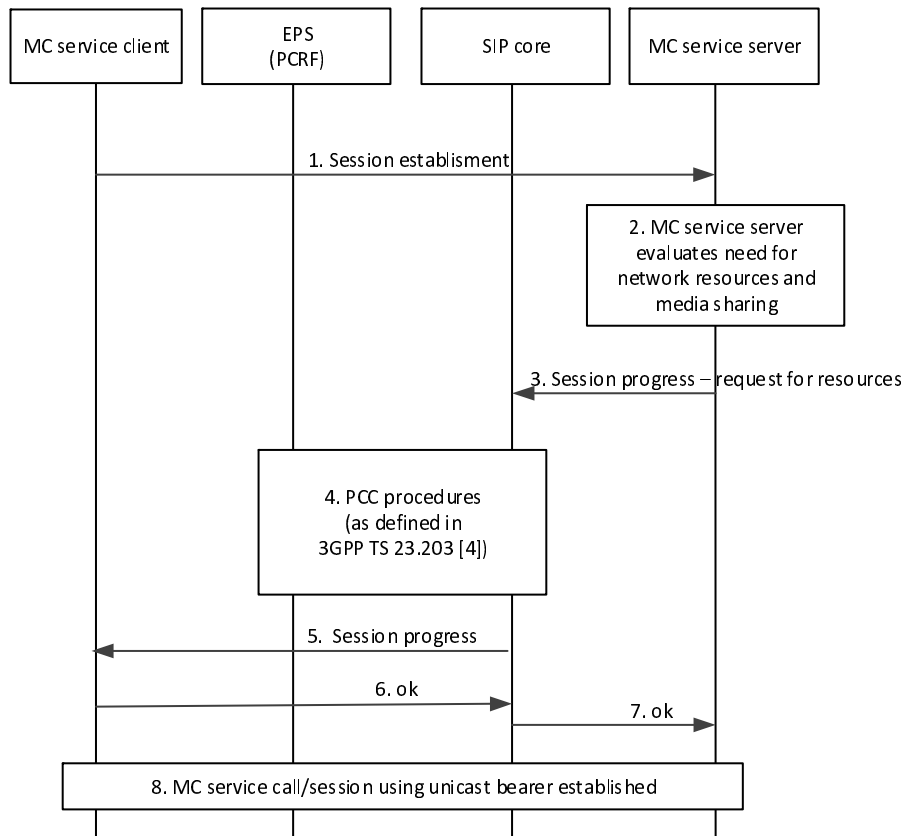 MC service client
EPS
(PCRF)
SIP core
MC service server
1. Session establisment
2. MC service server
evaluates need for
network resources and
media sharing
3. Session progress – request for resources
4. PCC procedures
(as defined in
3GPP TS 23.203 [4])
5. Session progress
6. ok
7. ok
8. MC service call/session using unicast bearer established